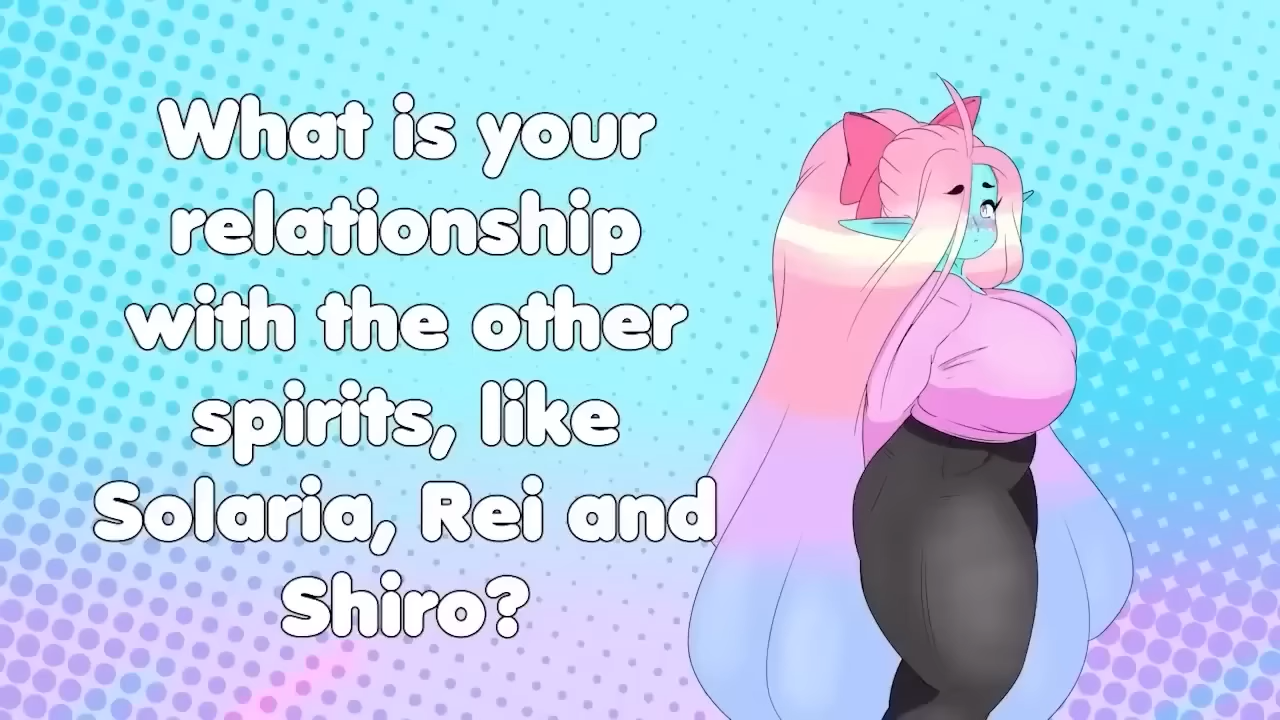 What is your
relationship
with the other
spirits, like
Solaria, Rei and
Shiro?